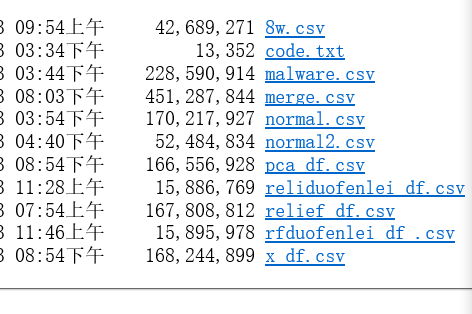 3 09:54上午 42,689,271 8w.csv
3 03:34下午 13,352 code.txt
3 03:44下午 228,590,914 malware.csv
3 08:03下午 451,287,844 merge.csv
3 03:54下午 170,217,927 normal.csv
3 04:40下午 52,484,834 normal2.csv
3 08:54下午 166,556,928 pca_df.csv
3 11:28上午 15,886,769 reliduofenlei_df.csv
3 07:54上午 167,808,812 relief_df.csv
3 11:46上午 15,895,978 rfduofenlei_df_.csv
3 08:54下午 168,244,899 x_df.csv